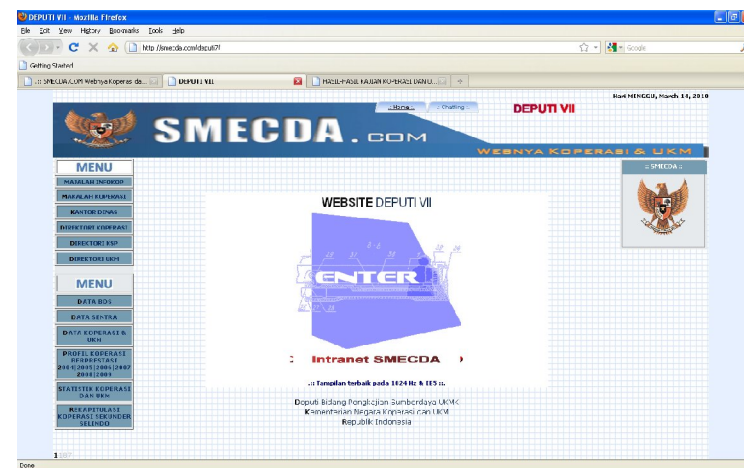 DEPUTI VII - Mozilla Firefox
File Edit View History Bookmarks Tools Help
http://smecda.com/deputi7/
Google
Getting Started
.:: SMECDA.COM Webnya Koperas da...
DEPUTI VII
HASIL-HASIL KAJIAN KOPERASI DAN U...
Hari MINGGU, March 14, 2010
.: Home :. .: Chatting :.
DEPUTI VII
SMECDA.COM
WEBNYA KOPERASI & UKM
MENU
MAJALAH INFOKOP
MAKALAH KOPERASI
KANTOR DINAS
DIREKTORI KOPERASI
DIREKTORI KSP
DIREKTORI UKM
MENU
DATA BDS
DATA SENTRA
DATA KOPERASI &
UKM
PROFIL KOPERASI
BERPRESTASI
2004|2005|2006|2007
2008|2009
STATISTIK KOPERASI
DAN UKM
REKAPITULASI
KOPERASI SEKUNDER
SELINDO
:: SMECDA ::
WEBSITE DEPUTI VII
ENTER
Intranet SMECDA
.:: Tampilan terbaik pada 1024 Hz & IE5 ::.
Deputi Bidang Pengkajian Sumberdaya UKMK
Kementerian Negara Koperasi dan UKM
Republik Indonesia
Done